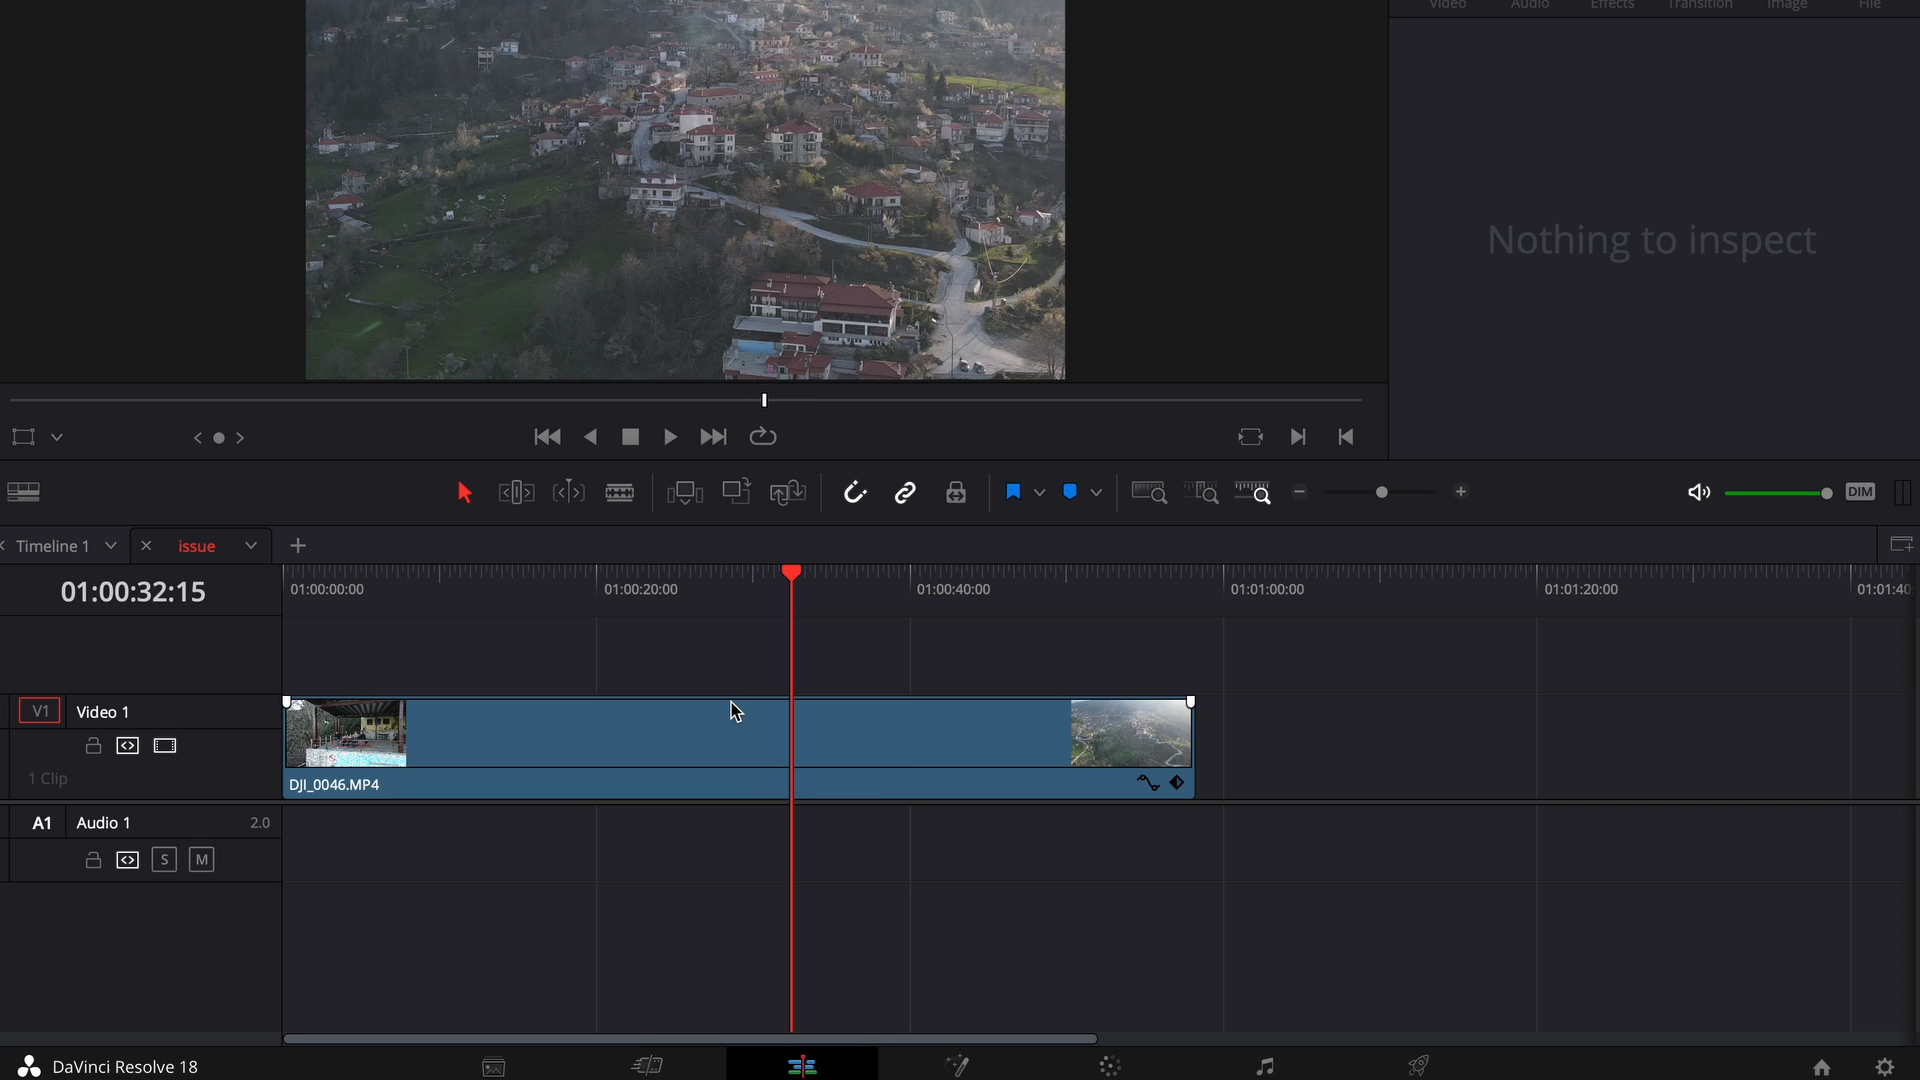 Video Audio Effects Transition Image File
Nothing to inspect
DIM
Timeline 1 issue
01:00:32:15 01:00:00:00 01:00:20:00 01:00:40:00 01:01:00:00 01:01:20:00 01:01:40
V1 Video 1
1 Clip
DJI_0046.MP4
A1 Audio 1 2.0
S M
DaVinci Resolve 18